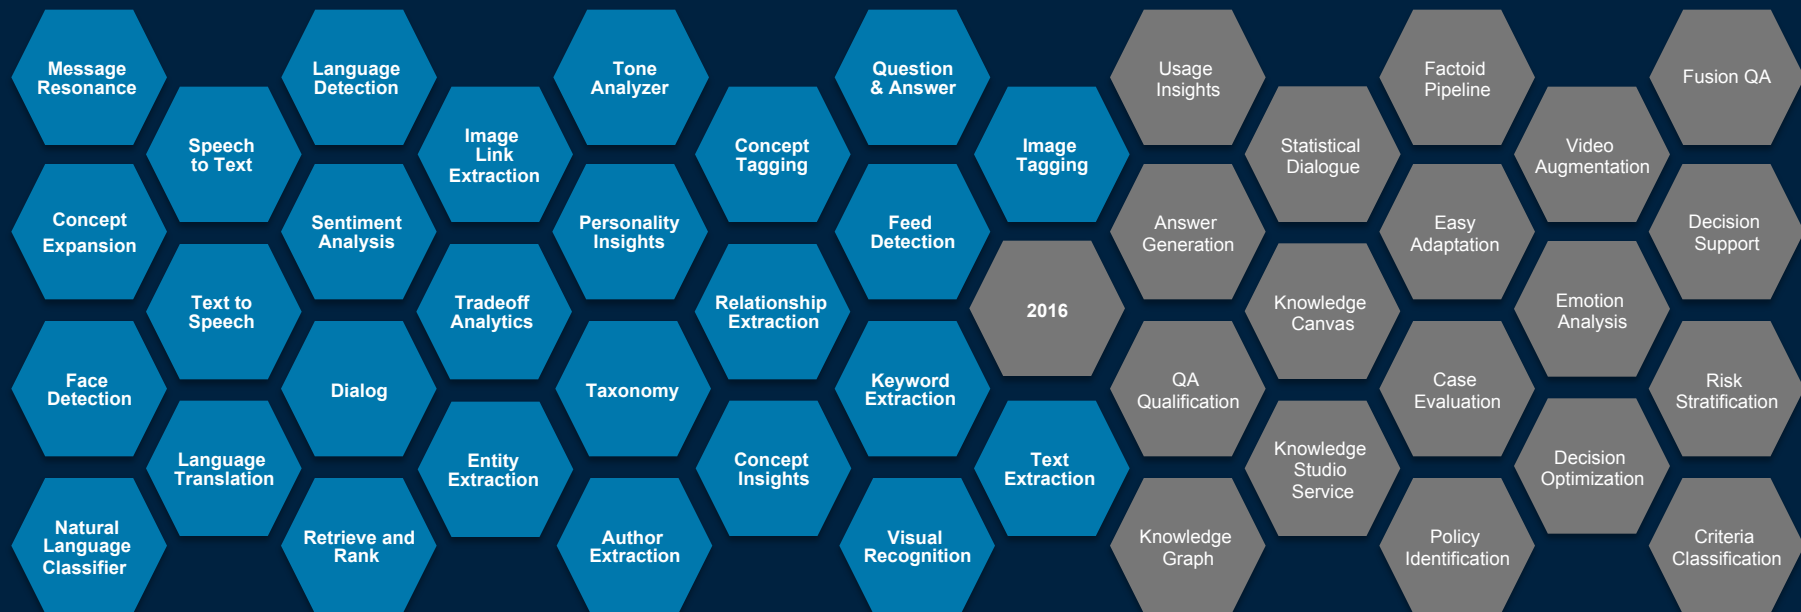 Message
Resonance
Concept
Expansion
Face
Detection
Natural
Language
Classifier
Speech
to Text
Text to
Speech
Language
Translation
Language
Detection
Sentiment
Analysis
Dialog
Retrieve and
Rank
Image
Link
Extraction
Tradeoff
Analytics
Entity
Extraction
Tone
Analyzer
Personality
Insights
Taxonomy
Author
Extraction
Concept
Tagging
Relationship
Extraction
Concept
Insights
Question
& Answer
Feed
Detection
Keyword
Extraction
Visual
Recognition
Image
Tagging
2016
Text
Extraction
Usage
Insights
Answer
Generation
QA
Qualification
Knowledge
Graph
Statistical
Dialogue
Knowledge
Canvas
Knowledge
Studio
Service
Factoid
Pipeline
Easy
Adaptation
Case
Evaluation
Policy
Identification
Video
Augmentation
Emotion
Analysis
Decision
Optimization
Fusion QA
Decision
Support
Risk
Stratification
Criteria
Classification